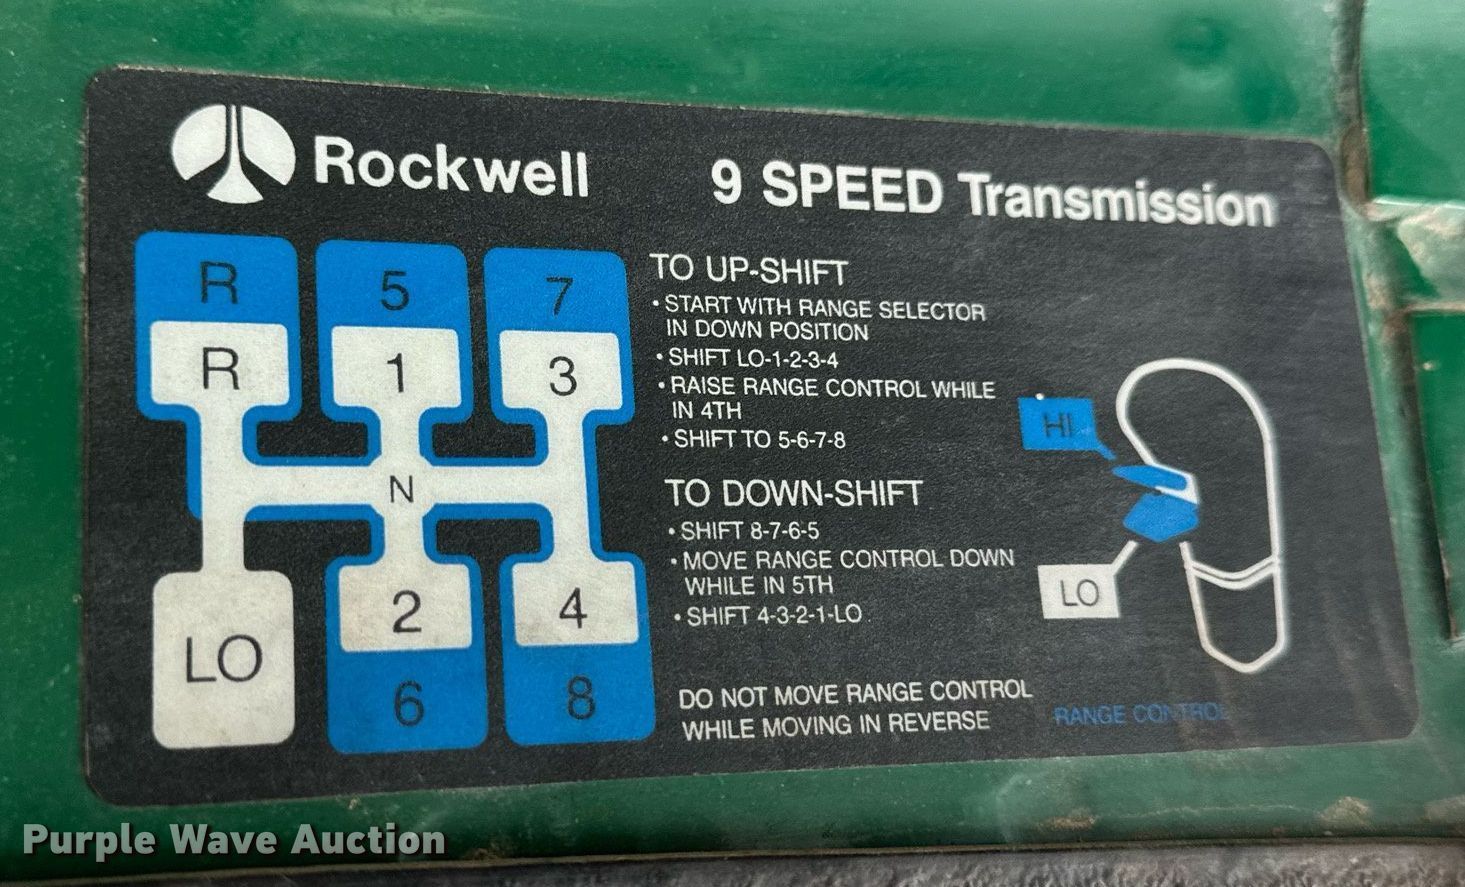 Rockwell
9 SPEED Transmission
R 5 7
R 1 3
N
2 4
LO
6 8
TO UP-SHIFT
• START WITH RANGE SELECTOR
IN DOWN POSITION
• SHIFT LO-1-2-3-4
• RAISE RANGE CONTROL WHILE
IN 4TH
• SHIFT TO 5-6-7-8
TO DOWN-SHIFT
• SHIFT 8-7-6-5
• MOVE RANGE CONTROL DOWN
WHILE IN 5TH
• SHIFT 4-3-2-1-LO
DO NOT MOVE RANGE CONTROL
WHILE MOVING IN REVERSE
HI
LO
RANGE CONTROL
Purple Wave Auction